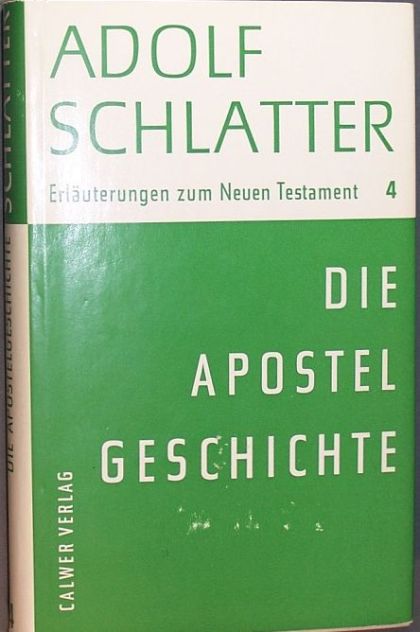 ADOLF
SCHLATTER
Erläuterungen zum Neuen Testament 4
DIE
APOSTEL
GESCHICHTE
CALWER VERLAG
DIE APOSTELGESCHICHTE SCHLATTER